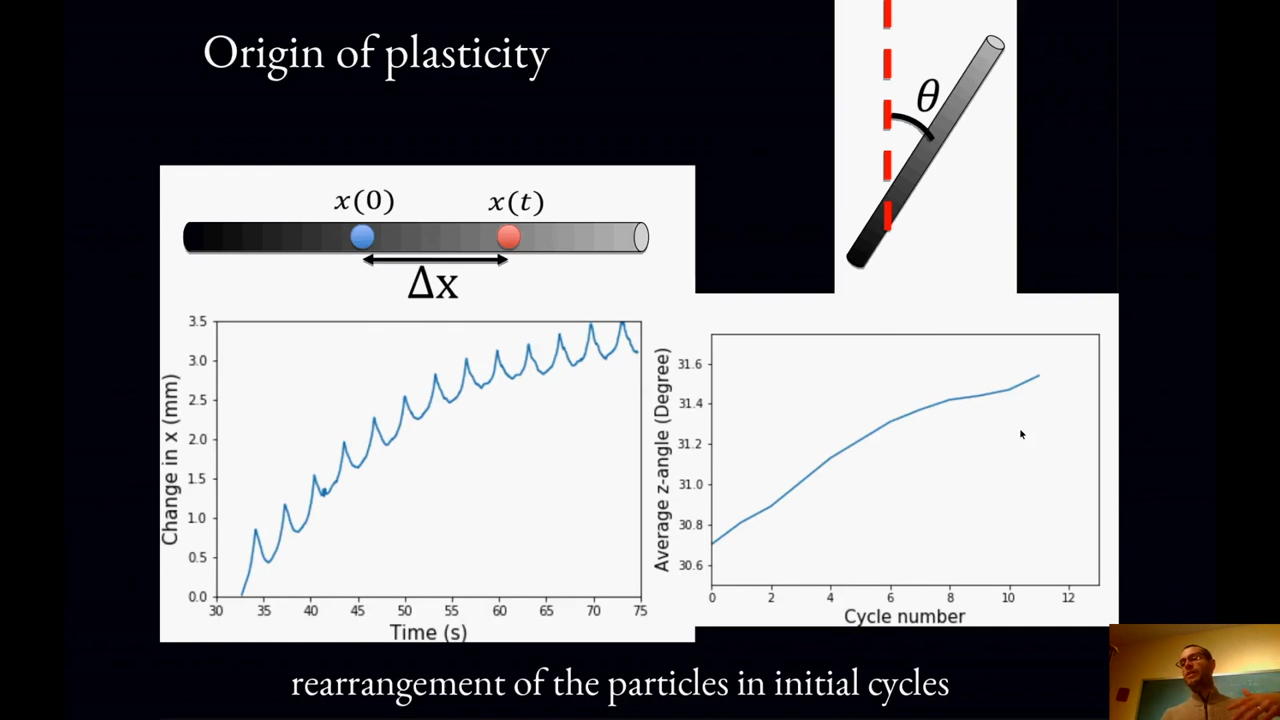 Origin of plasticity
θ
x(0) x(t)
Δx
3.5
3.0
2.5
2.0
1.5
1.0
0.5
0.0
30 35 40 45 50 55 60 65 70 75
Change in x (mm)
Time (s)
31.6
31.4
31.2
31.0
30.8
30.6
0 2 4 6 8 10 12
Average z-angle (Degree)
Cycle number
rearrangement of the particles in initial cycles